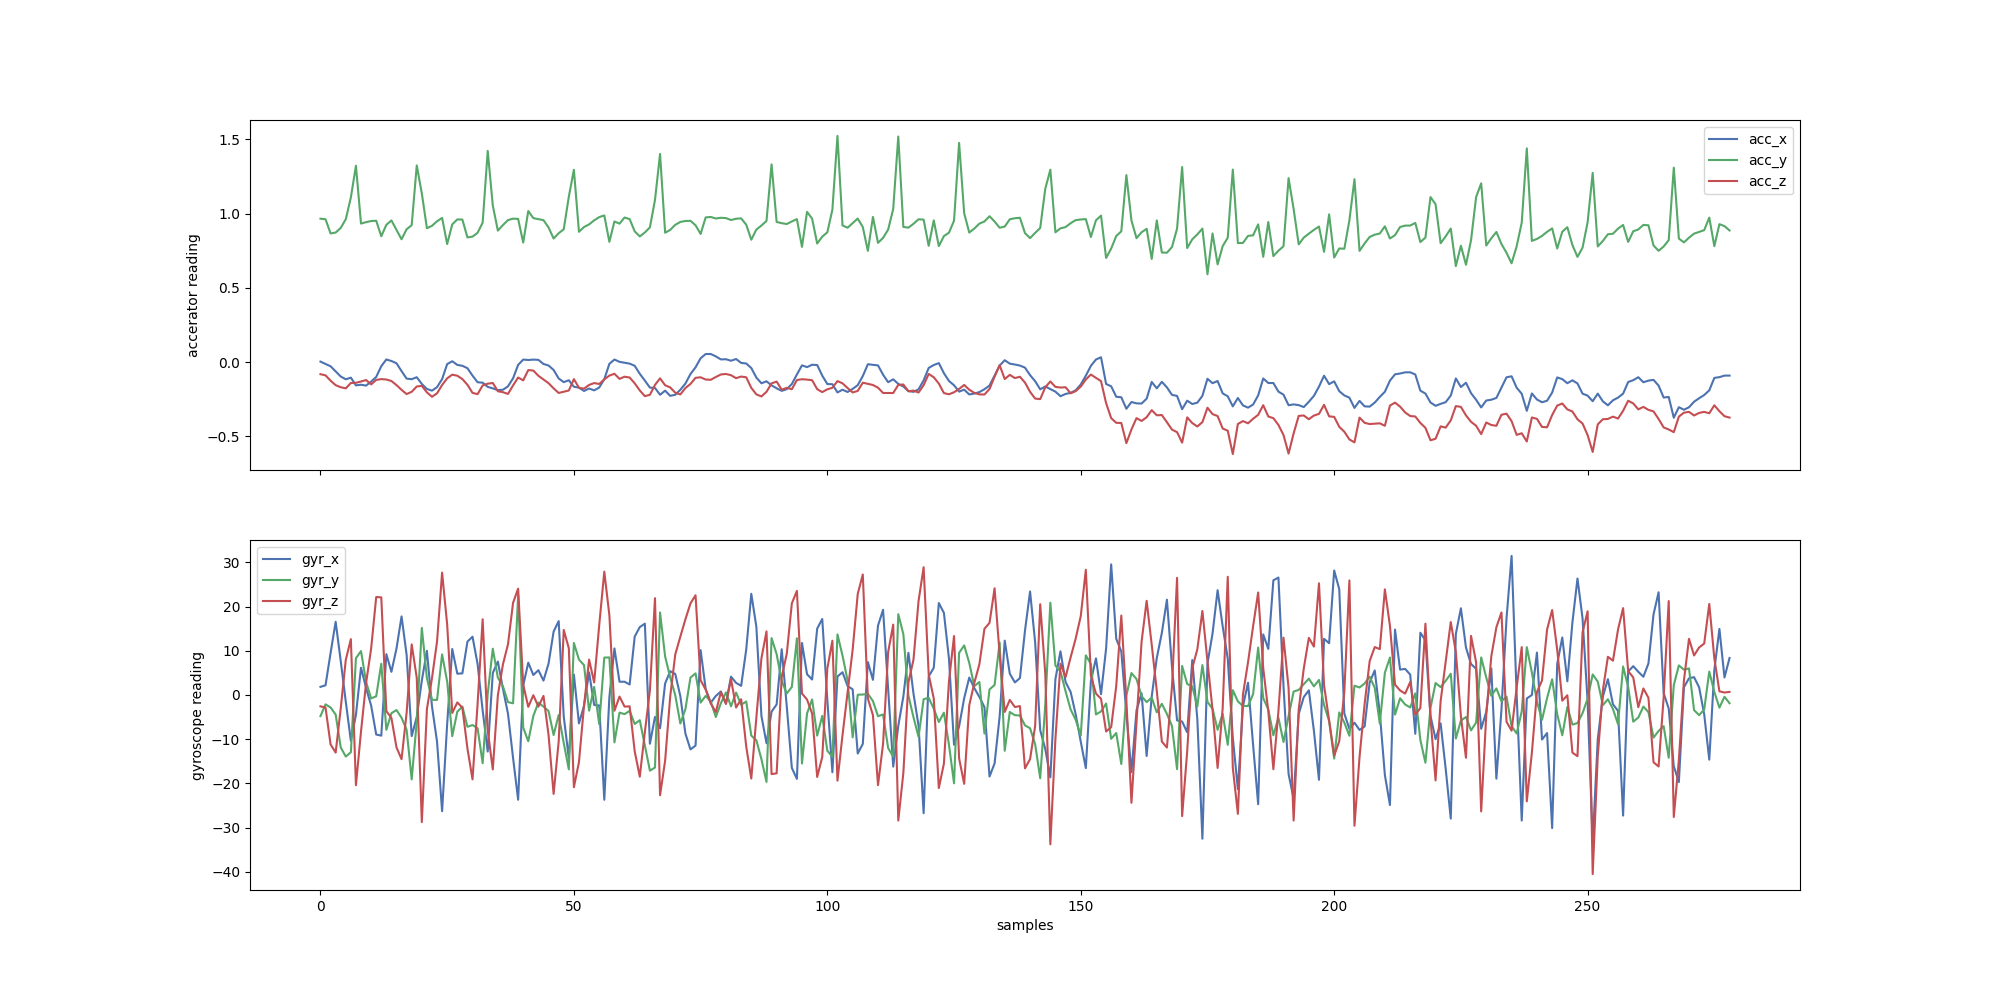 1.5
1.0
0.5
0.0
−0.5
accerator reading
acc_x
acc_y
acc_z
30
20
10
0
−10
−20
−30
−40
gyroscope reading
gyr_x
gyr_y
gyr_z
0 50 100 150 200 250
samples